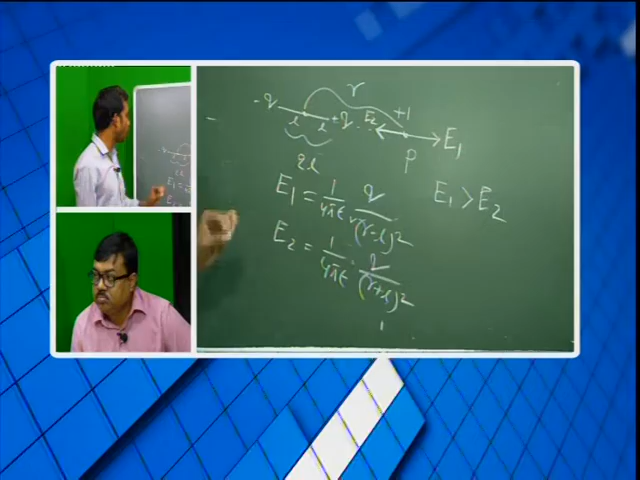 r
-q l l +q E₂ +1 E₁
2l P
E₁ = 1/4πε · q/(r-l)² E₁ > E₂
E₂ = 1/4πε · q/(r+l)²